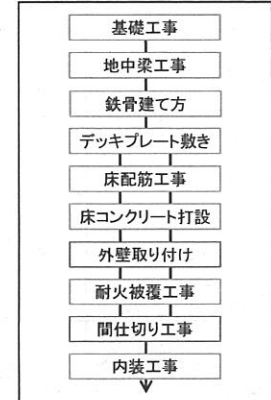 基礎工事
地中梁工事
鉄骨建て方
デッキプレート敷き
床配筋工事
床コンクリート打設
外壁取り付け
耐火被覆工事
間仕切り工事
内装工事